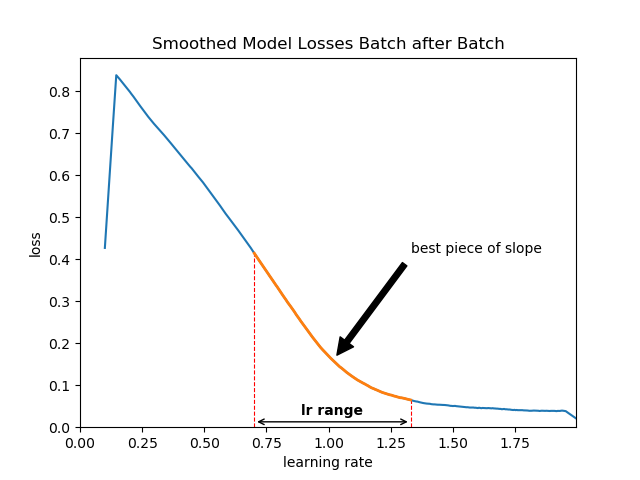 Smoothed Model Losses Batch after Batch
0.8
0.7
0.6
0.5
0.4
0.3
0.2
0.1
0.0
loss
best piece of slope
lr range
0.00 0.25 0.50 0.75 1.00 1.25 1.50 1.75
learning rate